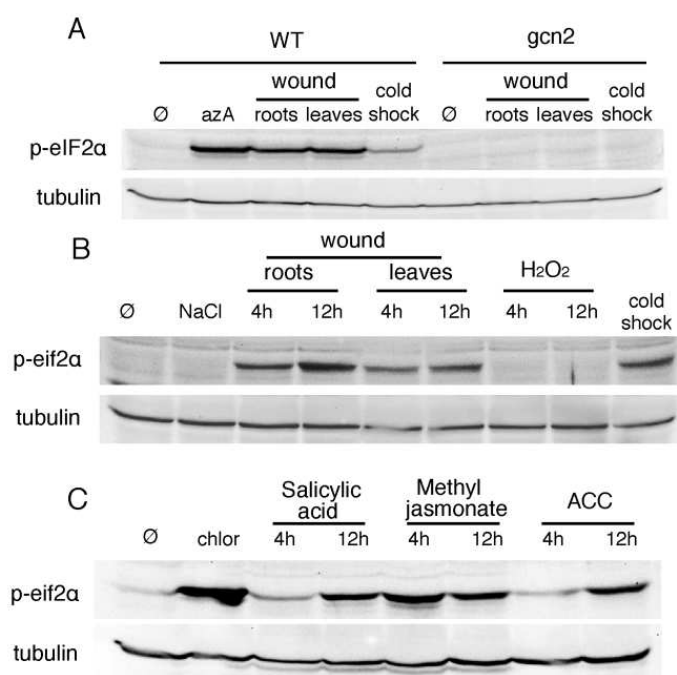 A
WT gcn2
wound wound
cold cold
Ø azA roots leaves shock Ø roots leaves shock
p-eIF2α
tubulin
B
wound
roots leaves H2O2
Ø NaCl 4h 12h 4h 12h 4h 12h cold
shock
p-eif2α
tubulin
C
Salicylic Methyl
acid jasmonate ACC
Ø chlor 4h 12h 4h 12h 4h 12h
p-eif2α
tubulin